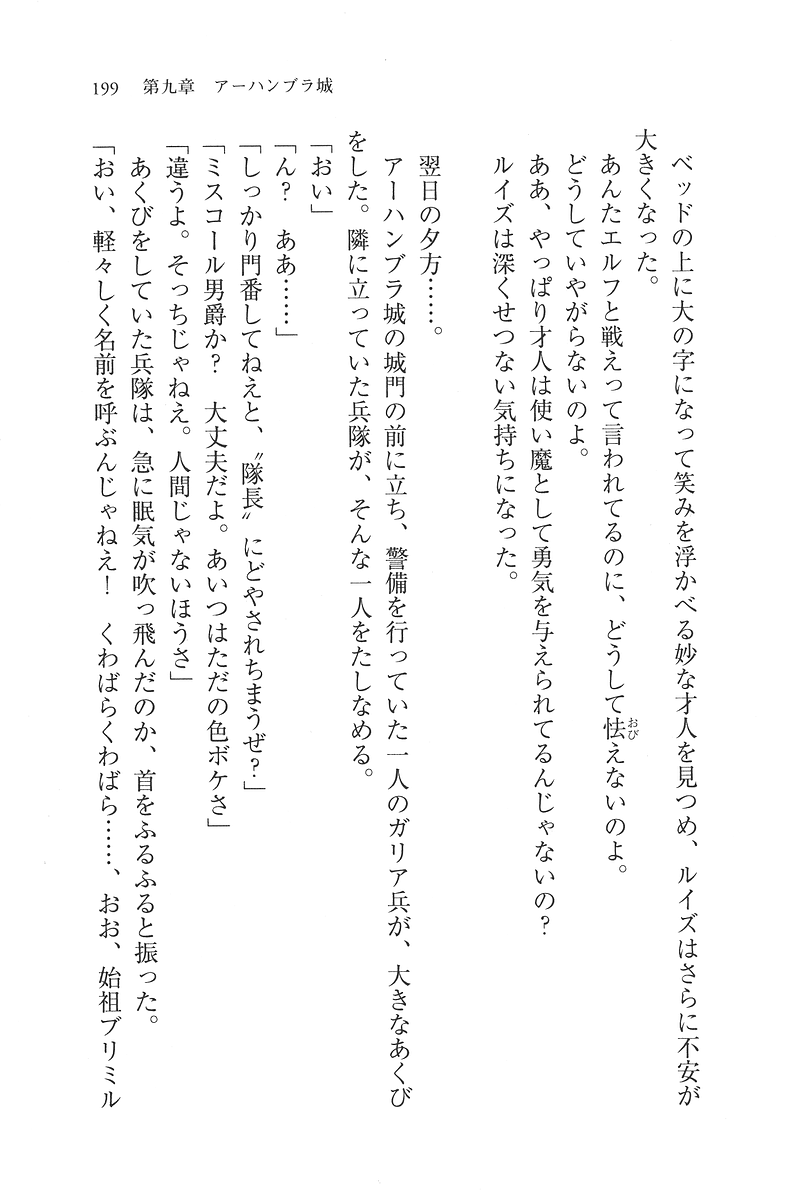 199　第九章　アーハンブラ城
　ベッドの上に大の字になって笑みを浮かべる妙な才人を見つめ、ルイズはさらに不安が
大きくなった。
　あんたエルフと戦えって言われてるのに、どうして怯えないのよ。
おび
　どうしていやがらないのよ。
　ああ、やっぱり才人は使い魔として勇気を与えられてるんじゃないの？
　ルイズは深くせつない気持ちになった。
　翌日の夕方……。
　アーハンブラ城の城門の前に立ち、警備を行っていた一人のガリア兵が、大きなあくび
をした。隣に立っていた兵隊が、そんな一人をたしなめる。
「おい」
「ん？　ああ……」
「しっかり門番してねえと、〝隊長〟にどやされちまうぜ？」
「ミスコール男爵か？　大丈夫だよ。あいつはただの色ボケさ」
「違うよ。そっちじゃねえ。人間じゃないほうさ」
　あくびをしていた兵隊は、急に眠気が吹っ飛んだのか、首をふるふると振った。
「おい、軽々しく名前を呼ぶんじゃねえ！　くわばらくわばら……、おお、始祖ブリミル